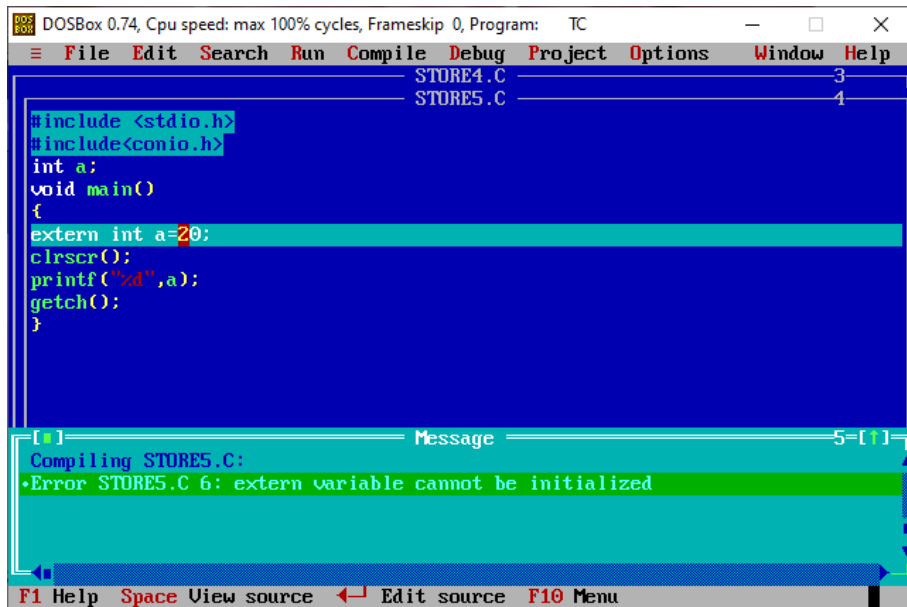 DOSBox 0.74, Cpu speed: max 100% cycles, Frameskip 0, Program: TC
≡ File Edit Search Run Compile Debug Project Options Window Help
STORE4.C 3
STORE5.C 4
#include <stdio.h>
#include<conio.h>
int a;
void main()
{
extern int a=20;
clrscr();
printf("%d",a);
getch();
}
[■] Message 5=[↑]
Compiling STORE5.C:
•Error STORE5.C 6: extern variable cannot be initialized
F1 Help Space View source ←┘ Edit source F10 Menu